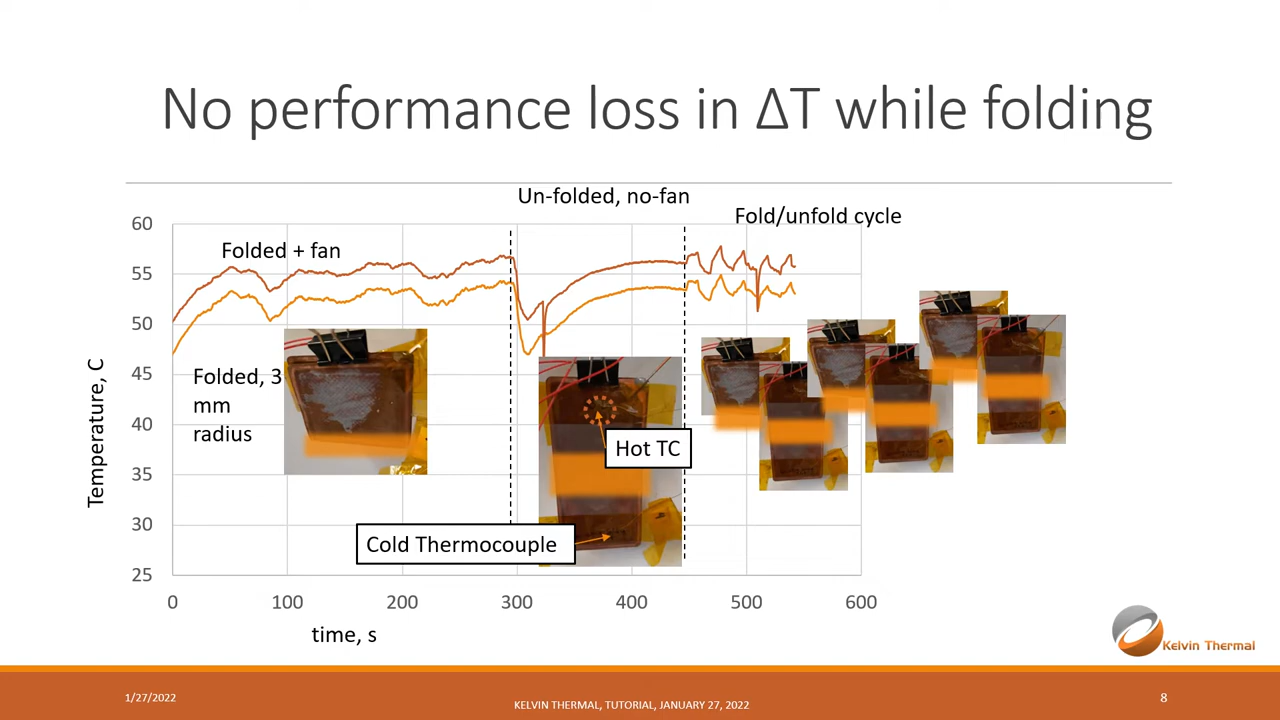 No performance loss in ΔT while folding
Un-folded, no-fan
Fold/unfold cycle
Folded + fan
Folded, 3
mm
radius
Hot TC
Cold Thermocouple
Temperature, C
60
55
50
45
40
35
30
25
0
100
200
300
400
500
600
time, s
Kelvin Thermal
1/27/2022
KELVIN THERMAL, TUTORIAL, JANUARY 27, 2022
8